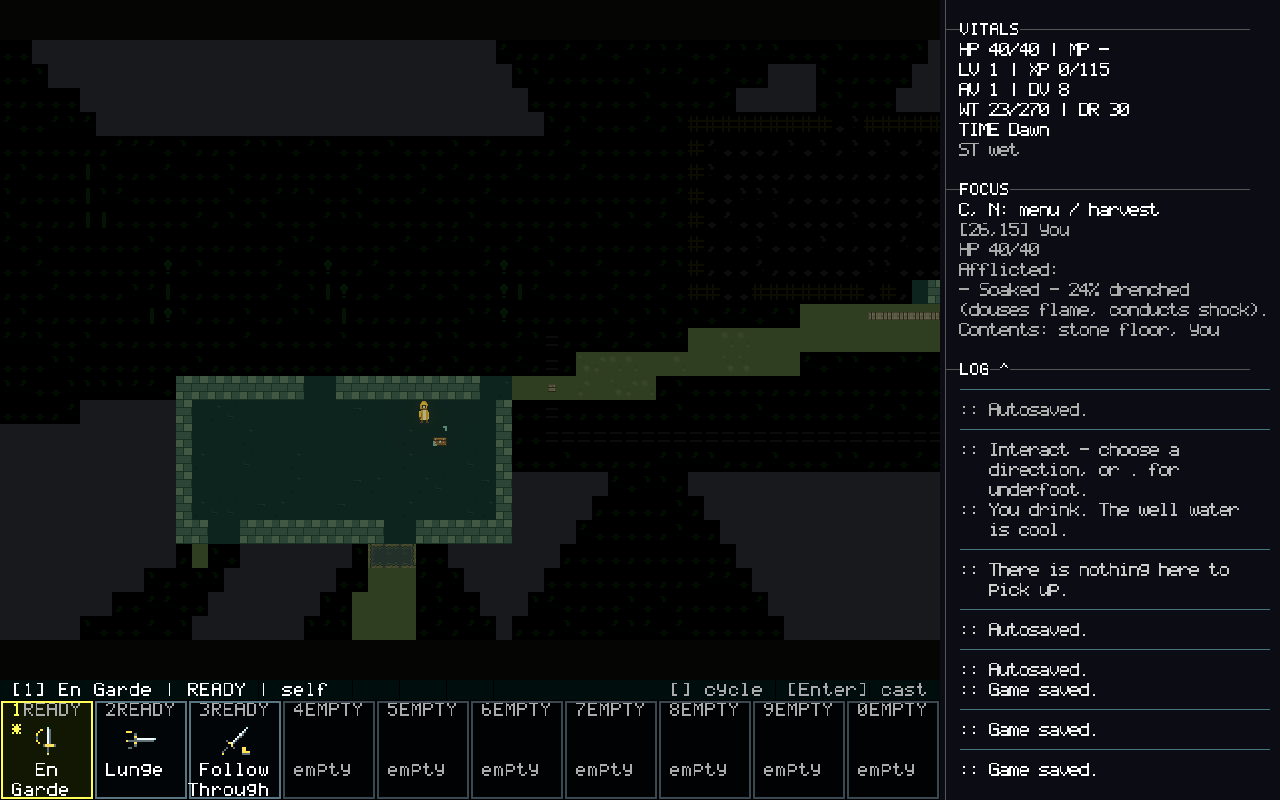 VITALS
HP 40/40 | MP -
LV 1 | XP 0/115
AV 1 | DV 8
WT 23/270 | DR 30
TIME Dawn
ST wet
FOCUS
C, N: menu / harvest
[26,15] You
HP 40/40
Afflicted:
- Soaked - 24% drenched
(douses flame, conducts shock).
Contents: stone floor, You
LOG ^
:: Autosaved.
:: Interact - choose a
direction, or . for
underfoot.
:: You drink. The well water
is cool.
:: There is nothing here to
Pick up.
:: Autosaved.
:: Autosaved.
:: Game saved.
:: Game saved.
:: Game saved.
[1] En Garde | READY | self
[] cycle [Enter] cast
1READY 2READY 3READY 4EMPTY 5EMPTY 6EMPTY 7EMPTY 8EMPTY 9EMPTY 0EMPTY
*
En Garde
Lunge
Follow Through
empty empty empty empty empty empty empty